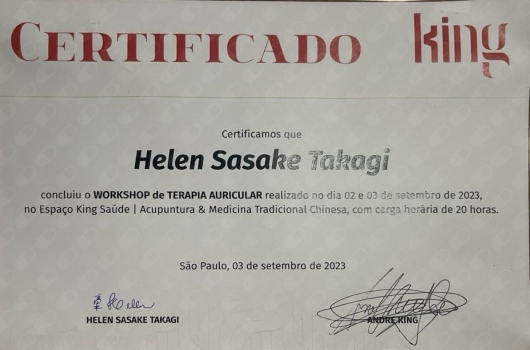 CERTIFICADO king
Certificamos que
Helen Sasake Takagi
concluiu o WORKSHOP de TERAPIA AURICULAR realizado no dia 02 e 03 de setembro de 2023,
no Espaço King Saúde | Acupuntura & Medicina Tradicional Chinesa, com carga horária de 20 horas.
São Paulo, 03 de setembro de 2023
Helen
HELEN SASAKE TAKAGI ANDRE KING